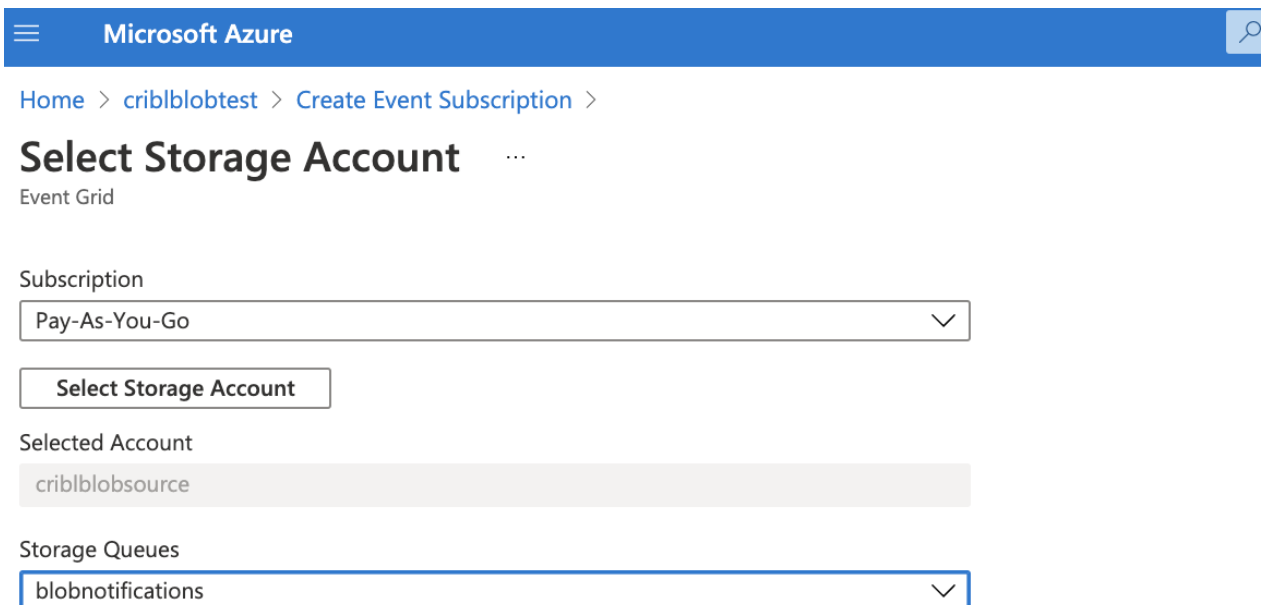 Microsoft Azure
Home > criblblobtest > Create Event Subscription >
Select Storage Account ...
Event Grid
Subscription
Pay-As-You-Go
Select Storage Account
Selected Account
criblblobsource
Storage Queues
blobnotifications